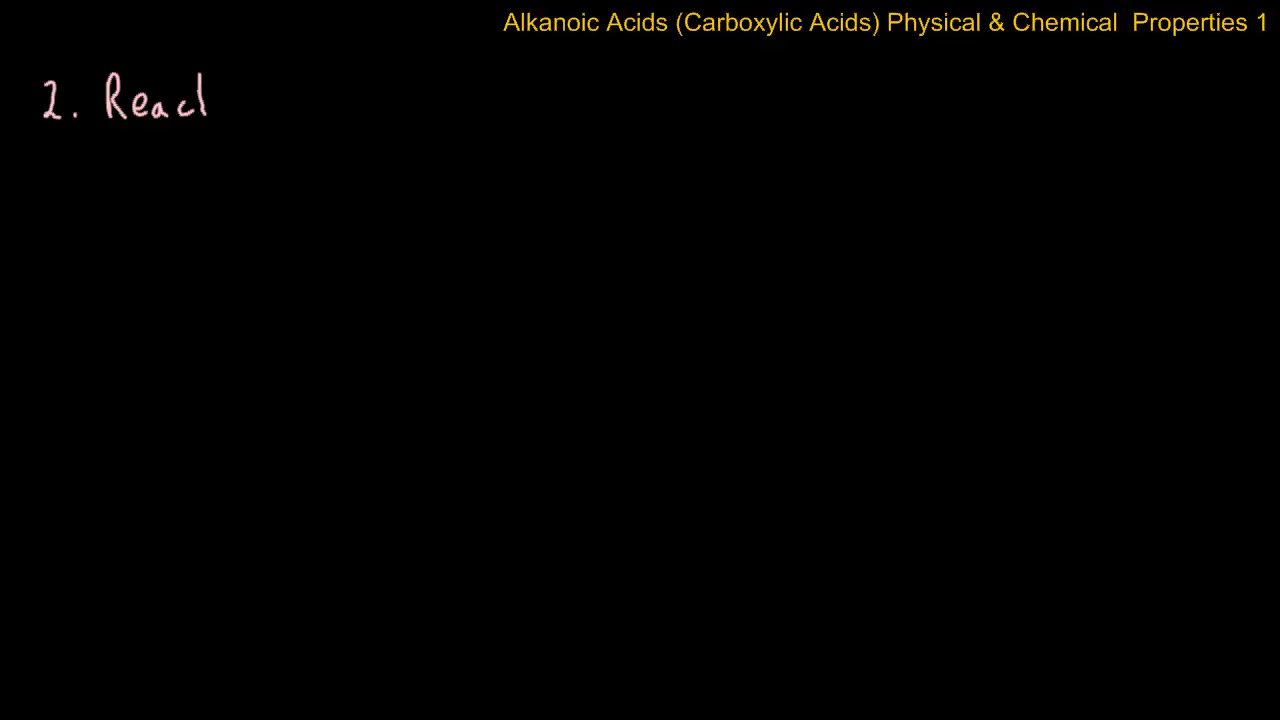 Alkanoic Acids (Carboxylic Acids) Physical & Chemical  Properties 1
2. Reacl